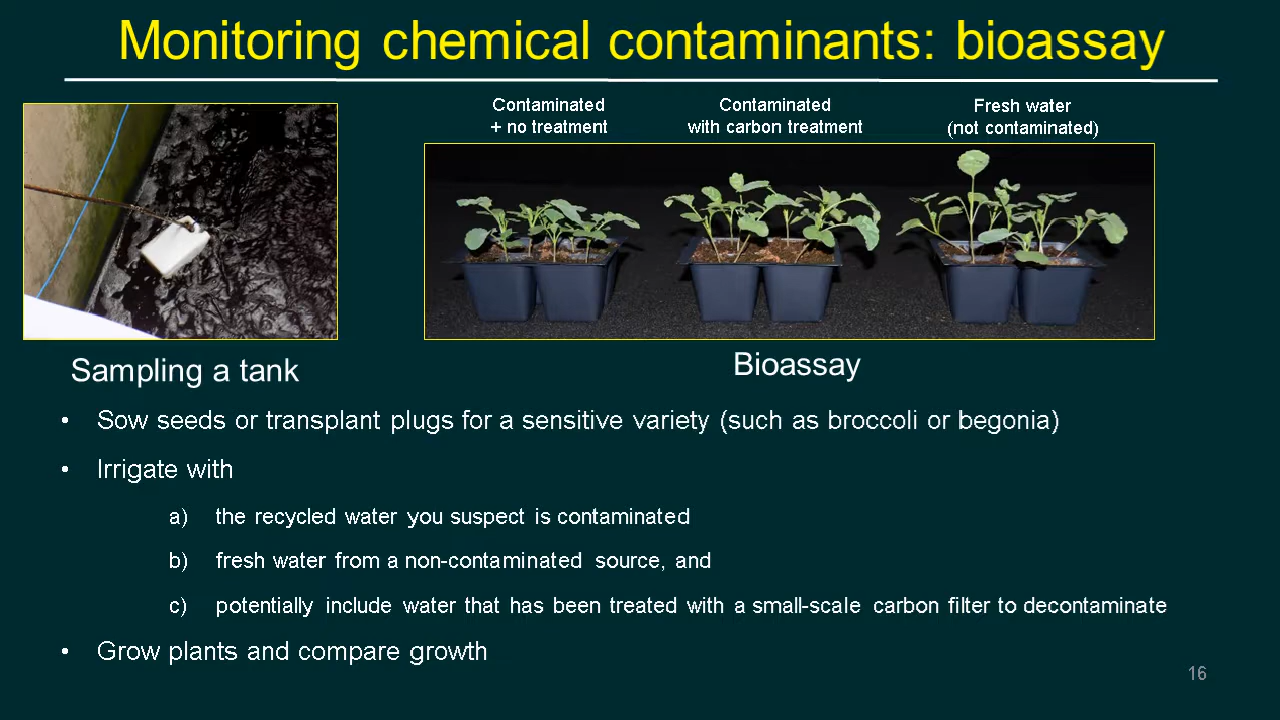 Monitoring chemical contaminants: bioassay
Contaminated
+ no treatment
Contaminated
with carbon treatment
Fresh water
(not contaminated)
Sampling a tank
Bioassay
• Sow seeds or transplant plugs for a sensitive variety (such as broccoli or begonia)
• Irrigate with
a) the recycled water you suspect is contaminated
b) fresh water from a non-contaminated source, and
c) potentially include water that has been treated with a small-scale carbon filter to decontaminate
• Grow plants and compare growth
16